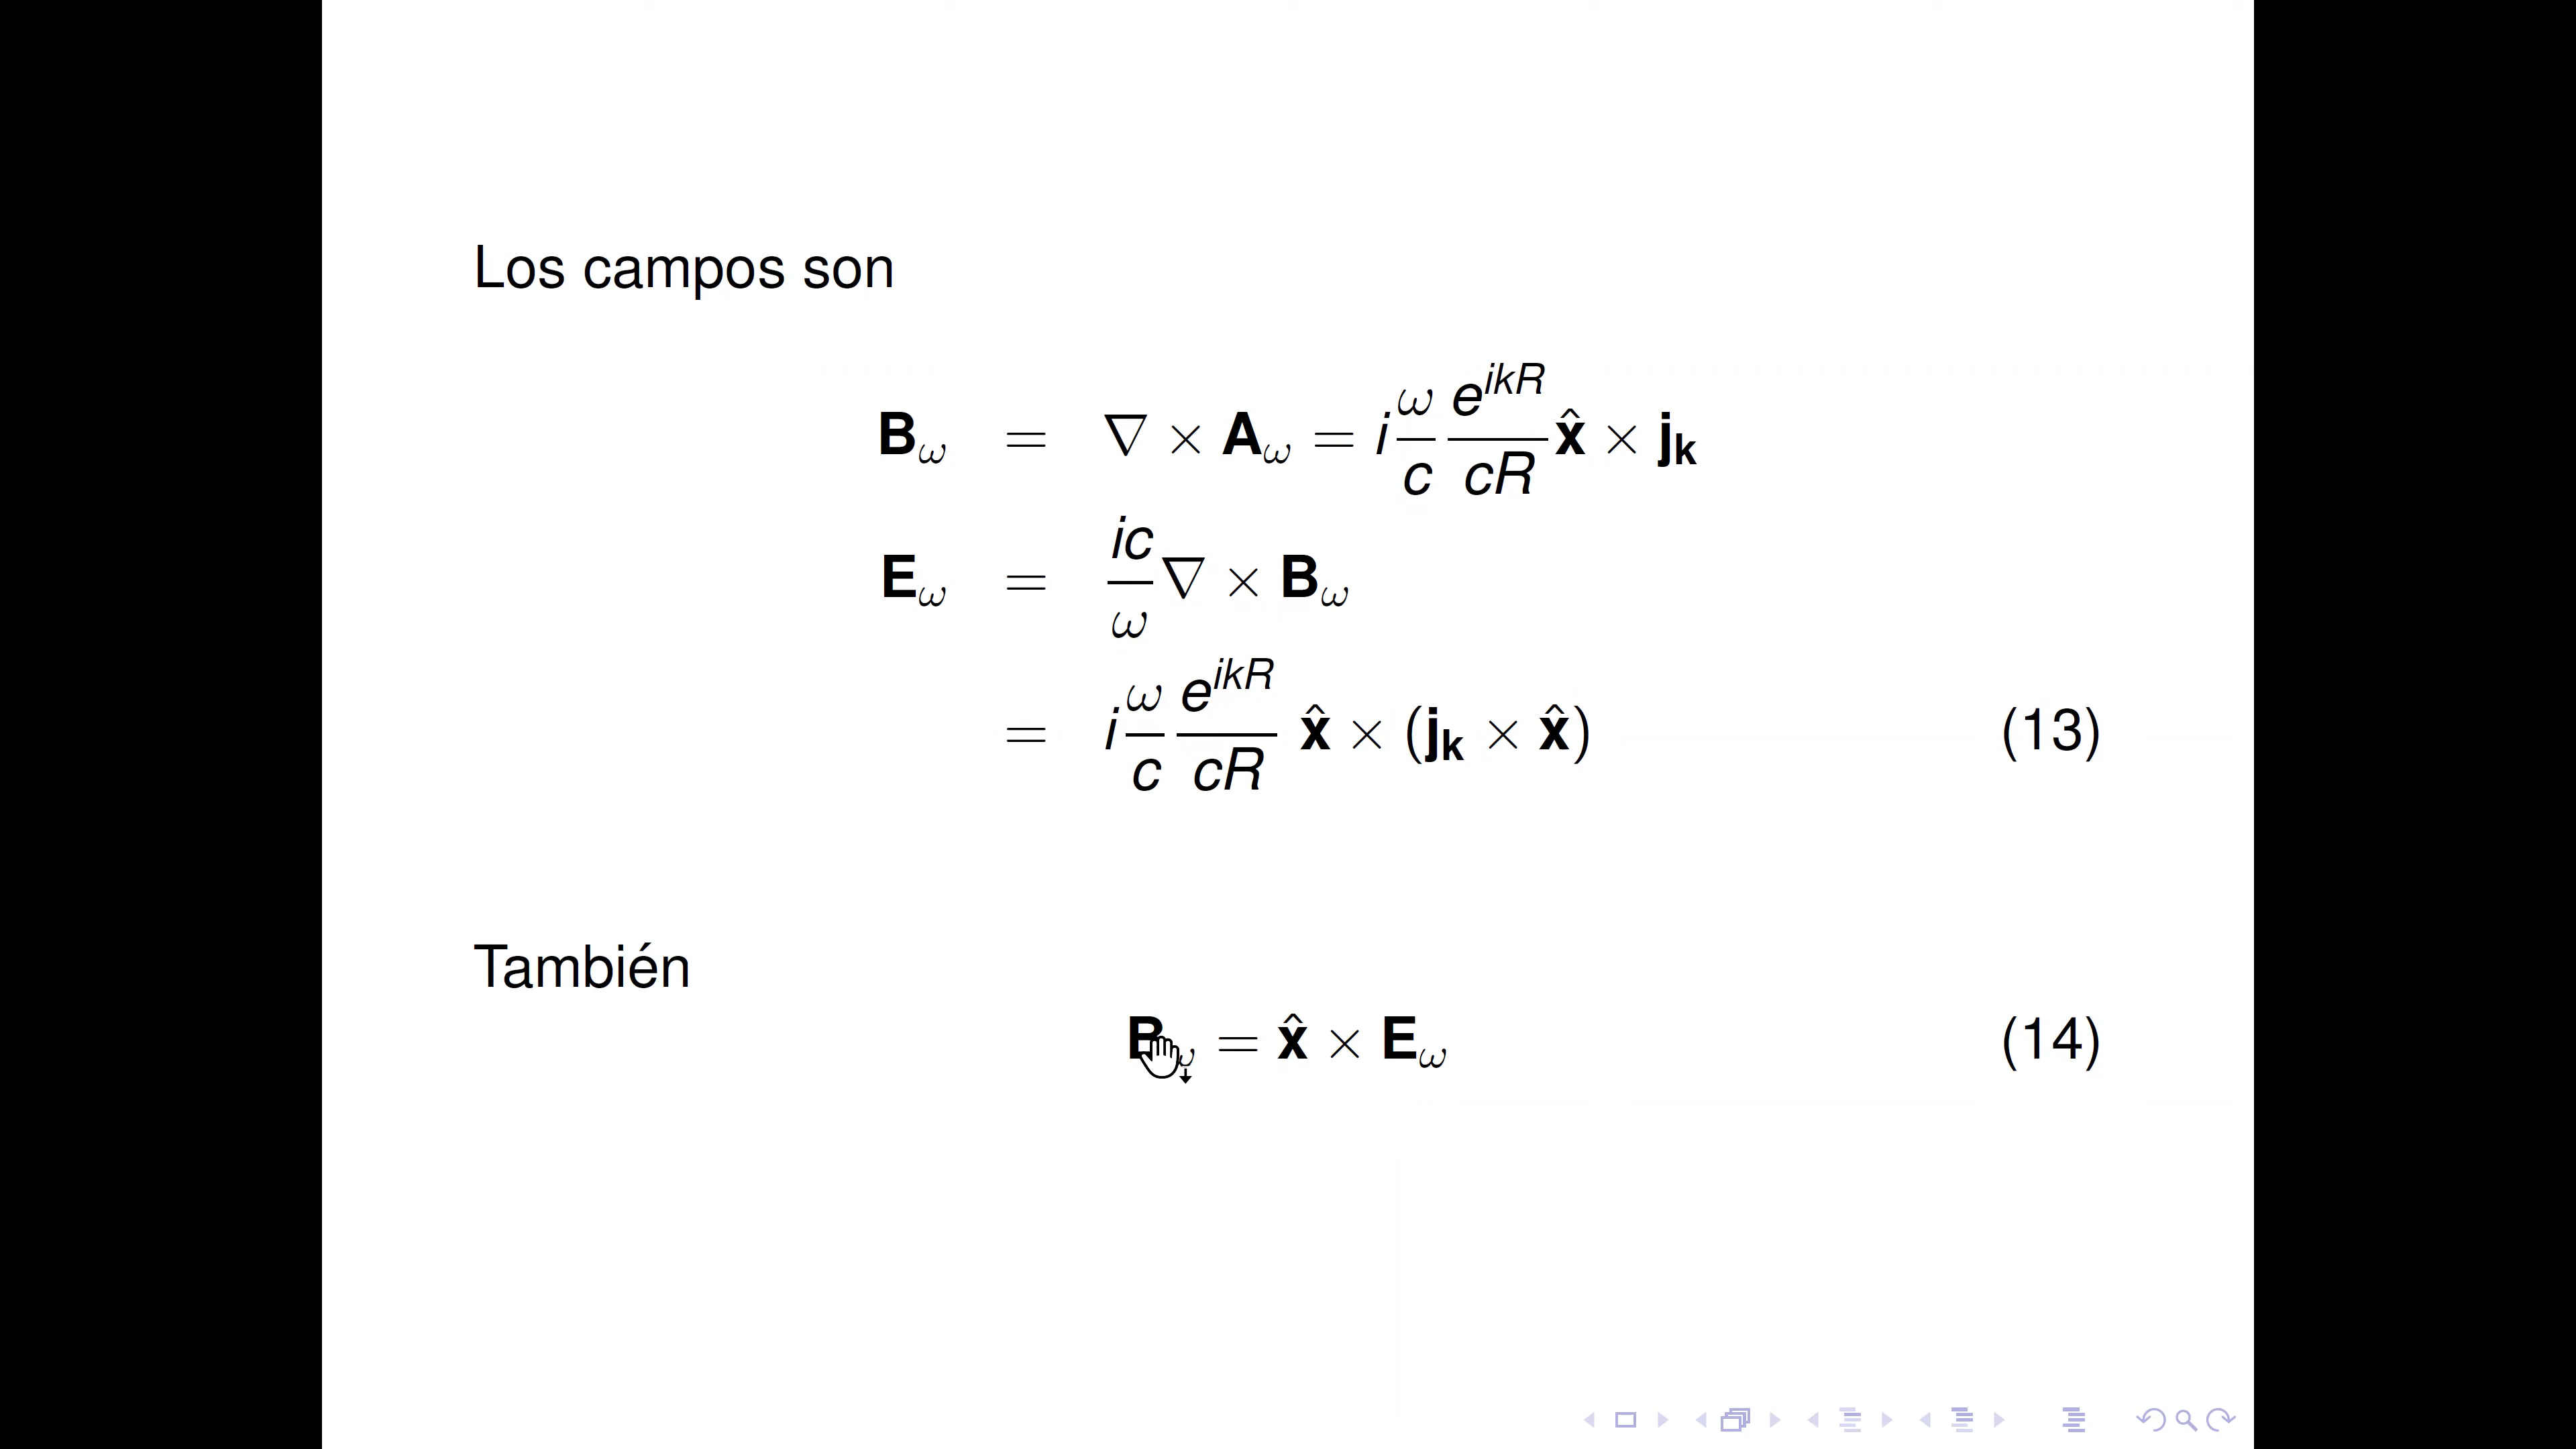 Los campos son
𝐁_ω = ∇ × 𝐀_ω = i ω/c e^{ikR}/cR 𝐱̂ × 𝐣_𝐤
𝐄_ω = ic/ω ∇ × 𝐁_ω
= i ω/c e^{ikR}/cR 𝐱̂ × (𝐣_𝐤 × 𝐱̂) (13)
También
𝐁_ω = 𝐱̂ × 𝐄_ω (14)